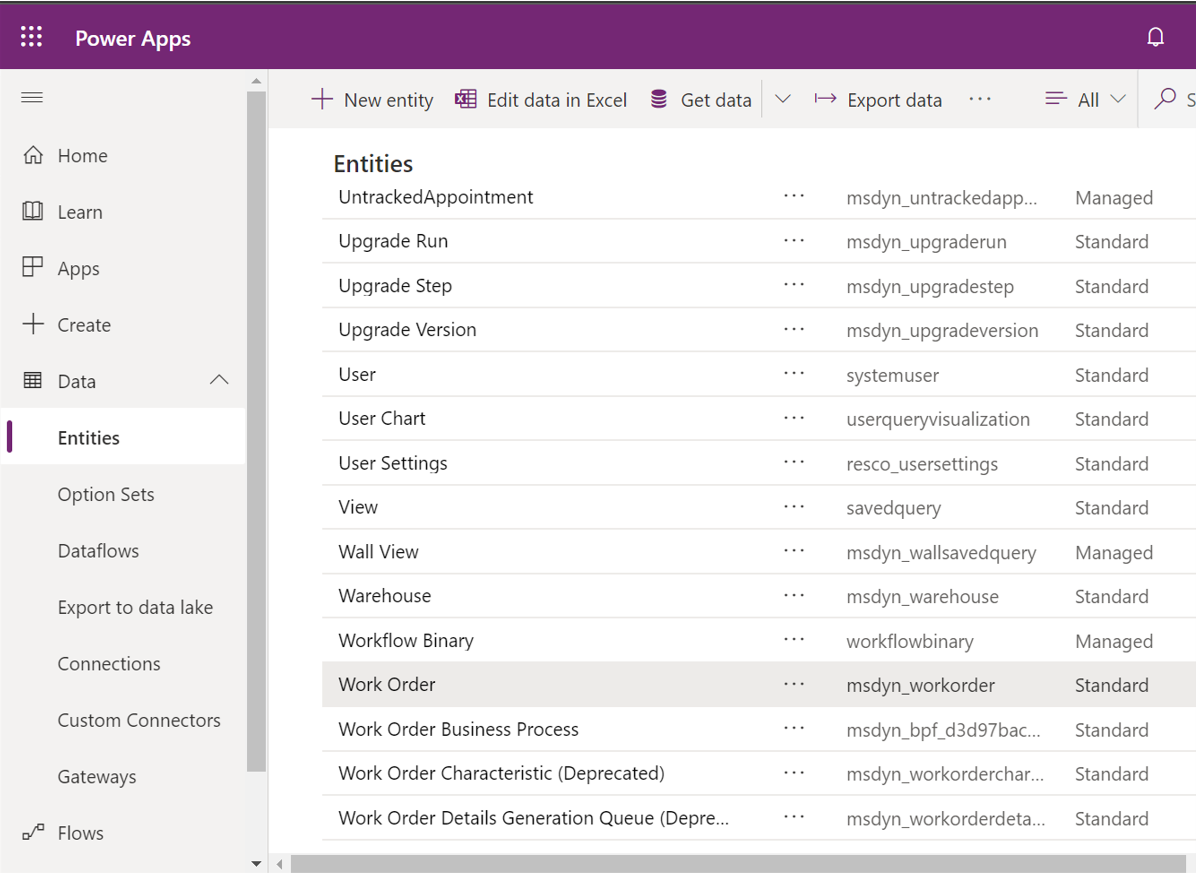 Power Apps
New entity Edit data in Excel Get data Export data ... All S
Home
Learn
Apps
Create
Data
Entities
Option Sets
Dataflows
Export to data lake
Connections
Custom Connectors
Gateways
Flows
Entities
UntrackedAppointment ... msdyn_untrackedapp... Managed
Upgrade Run ... msdyn_upgraderun Standard
Upgrade Step ... msdyn_upgradestep Standard
Upgrade Version ... msdyn_upgradeversion Standard
User ... systemuser Standard
User Chart ... userqueryvisualization Standard
User Settings ... resco_usersettings Standard
View ... savedquery Standard
Wall View ... msdyn_wallsavedquery Managed
Warehouse ... msdyn_warehouse Standard
Workflow Binary ... workflowbinary Managed
Work Order ... msdyn_workorder Standard
Work Order Business Process ... msdyn_bpf_d3d97bac... Standard
Work Order Characteristic (Deprecated) ... msdyn_workorderchar... Standard
Work Order Details Generation Queue (Depre... ... msdyn_workorderdeta... Standard